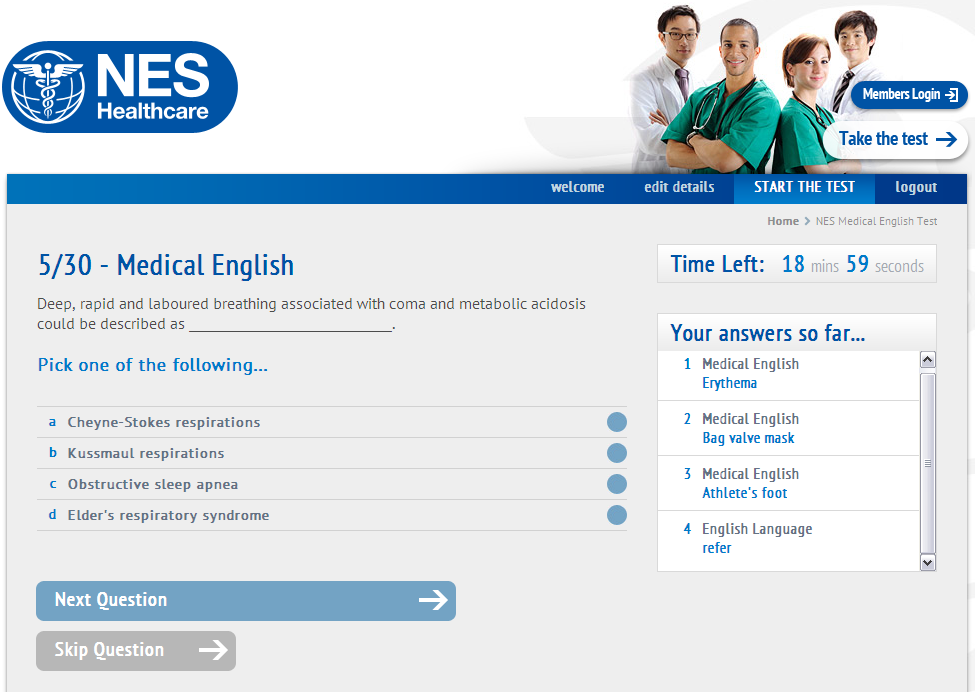 NES
Healthcare
Members Login
Take the test
welcome edit details START THE TEST logout
Home > NES Medical English Test
5/30 - Medical English
Deep, rapid and laboured breathing associated with coma and metabolic acidosis
could be described as ____________________________.
Pick one of the following...
a Cheyne-Stokes respirations
b Kussmaul respirations
c Obstructive sleep apnea
d Elder's respiratory syndrome
Next Question
Skip Question
Time Left: 18 mins 59 seconds
Your answers so far...
1 Medical English
Erythema
2 Medical English
Bag valve mask
3 Medical English
Athlete's foot
4 English Language
refer